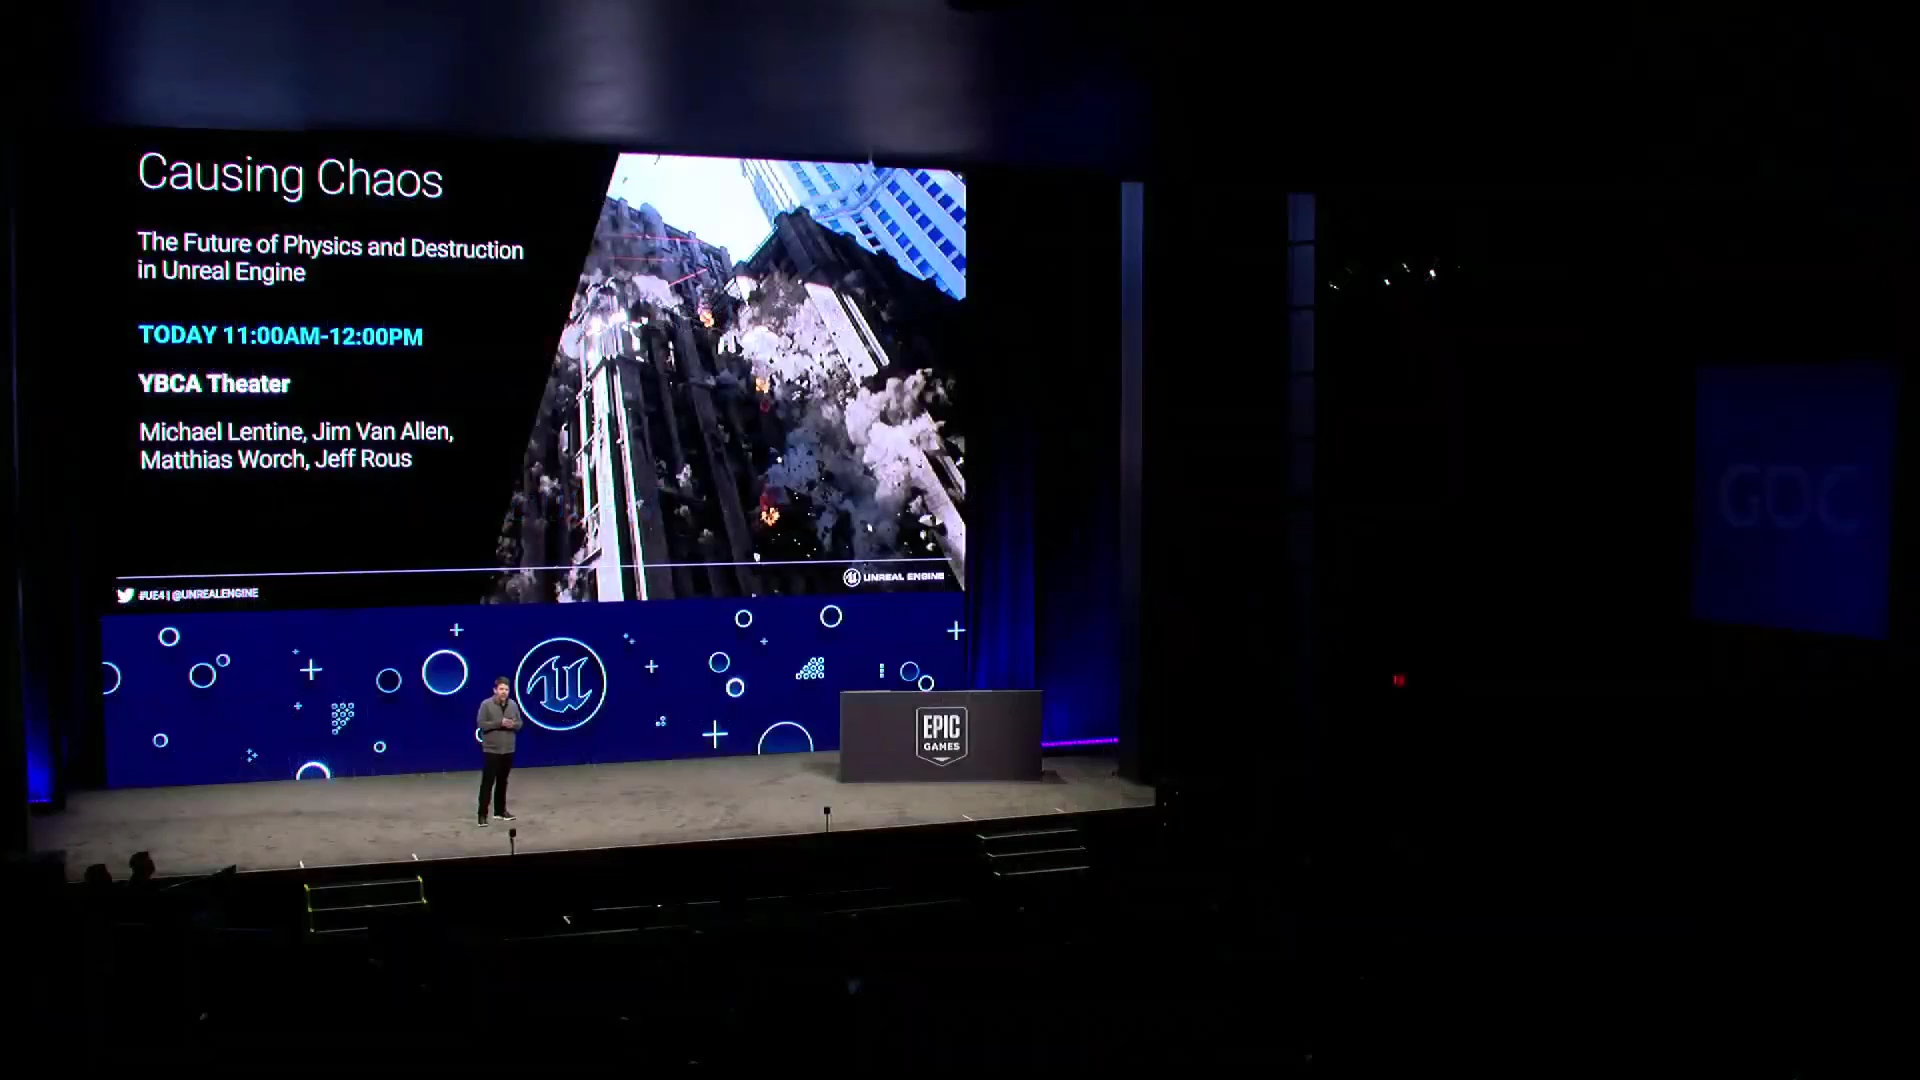 Causing Chaos
The Future of Physics and Destruction
in Unreal Engine
TODAY 11:00AM-12:00PM
YBCA Theater
Michael Lentine, Jim Van Allen,
Matthias Worch, Jeff Rous
#UE4 | @UNREALENGINE
UNREAL ENGINE
EPIC
GAMES
GDC